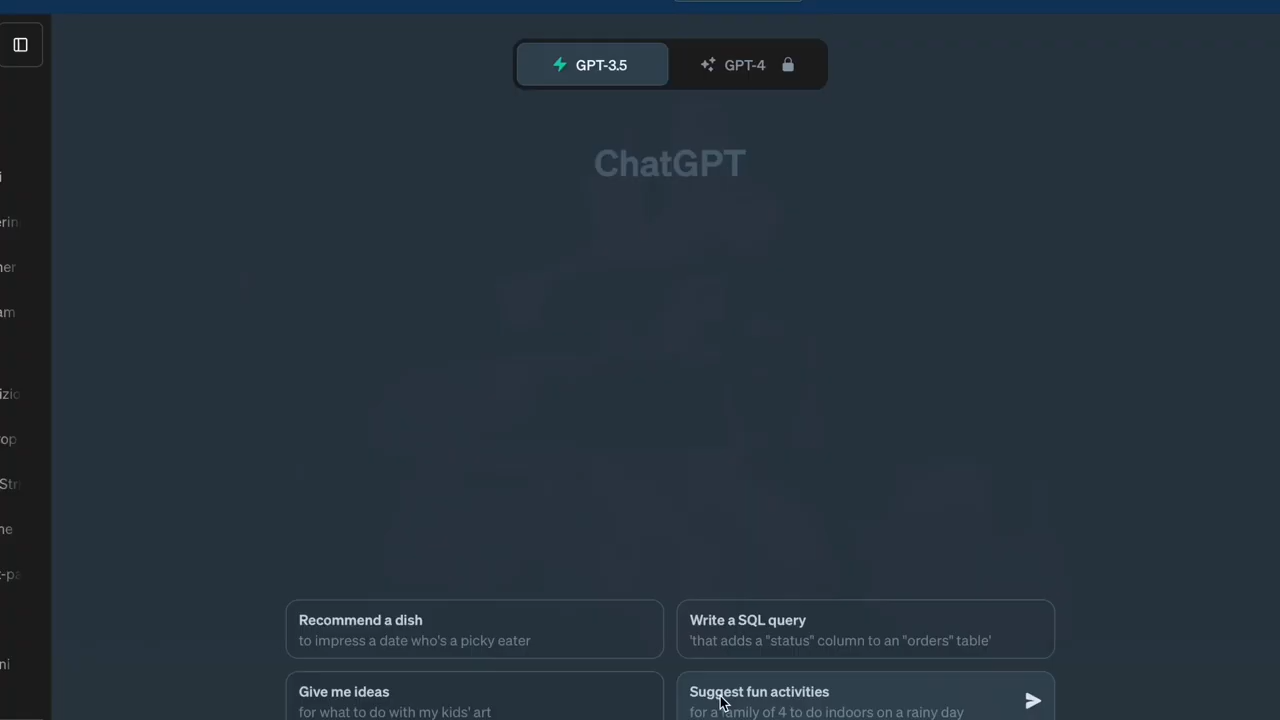 GPT-3.5
GPT-4
ChatGPT
Recommend a dish
to impress a date who's a picky eater
Write a SQL query
'that adds a "status" column to an "orders" table'
Give me ideas
for what to do with my kids' art
Suggest fun activities
for a family of 4 to do indoors on a rainy day